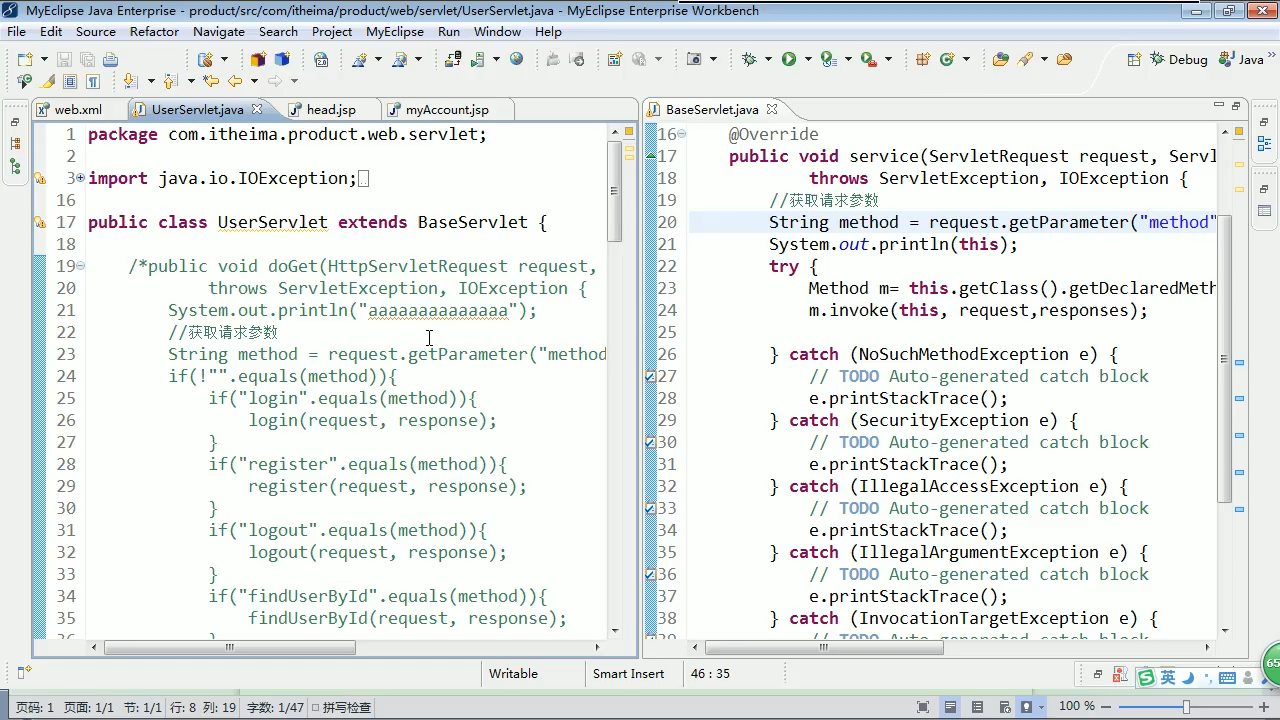 MyEclipse Java Enterprise - product/src/com/itheima/product/web/servlet/UserServlet.java - MyEclipse Enterprise Workbench
File Edit Source Refactor Navigate Search Project MyEclipse Run Window Help
Debug Java
web.xml UserServlet.java head.jsp myAccount.jsp
1 package com.itheima.product.web.servlet;
2
3 import java.io.IOException;
16
17 public class UserServlet extends BaseServlet {
18
19 /*public void doGet(HttpServletRequest request,
20 throws ServletException, IOException {
21 System.out.println("aaaaaaaaaaaaaa");
22 //获取请求参数
23 String method = request.getParameter("method
24 if(!"".equals(method)){
25 if("login".equals(method)){
26 login(request, response);
27 }
28 if("register".equals(method)){
29 register(request, response);
30 }
31 if("logout".equals(method)){
32 logout(request, response);
33 }
34 if("findUserById".equals(method)){
35 findUserById(request, response);
BaseServlet.java
16 @Override
17 public void service(ServletRequest request, Servl
18 throws ServletException, IOException {
19 //获取请求参数
20 String method = request.getParameter("method"
21 System.out.println(this);
22 try {
23 Method m= this.getClass().getDeclaredMeth
24 m.invoke(this, request,responses);
25
26 } catch (NoSuchMethodException e) {
27 // TODO Auto-generated catch block
28 e.printStackTrace();
29 } catch (SecurityException e) {
30 // TODO Auto-generated catch block
31 e.printStackTrace();
32 } catch (IllegalAccessException e) {
33 // TODO Auto-generated catch block
34 e.printStackTrace();
35 } catch (IllegalArgumentException e) {
36 // TODO Auto-generated catch block
37 e.printStackTrace();
38 } catch (InvocationTargetException e) {
Writable Smart Insert 46 : 35
英
65
页码: 1 页面: 1/1 节: 1/1 行: 8 列: 19 字数: 1/47 拼写检查 100 %